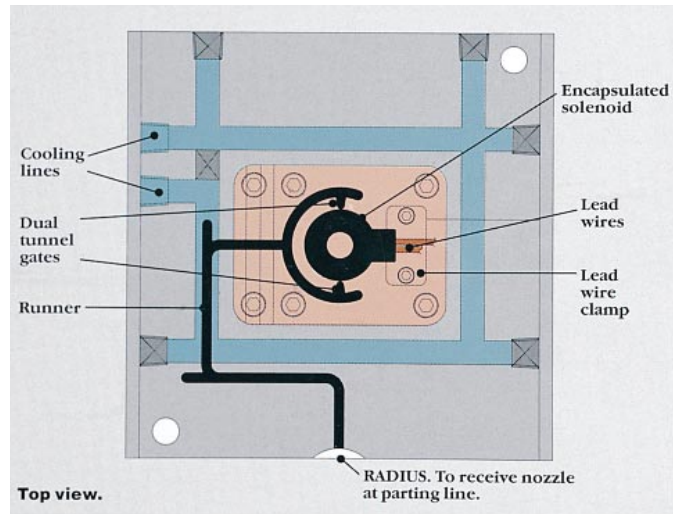 Encapsulated
solenoid
Cooling
lines
Dual
tunnel
gates
Lead
wires
Runner
Lead
wire
clamp
RADIUS. To receive nozzle
at parting line.
Top view.